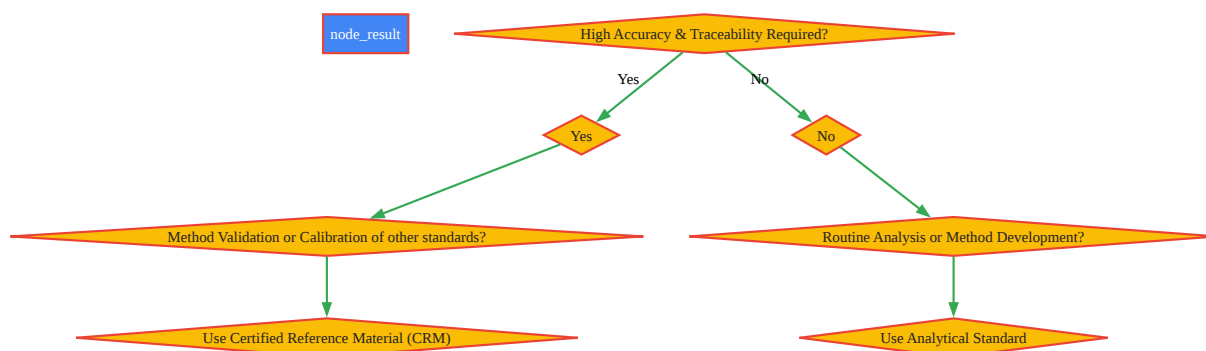 node_result
High Accuracy & Traceability Required?
Yes
No
Yes
No
Method Validation or Calibration of other standards?
Routine Analysis or Method Development?
Use Certified Reference Material (CRM)
Use Analytical Standard